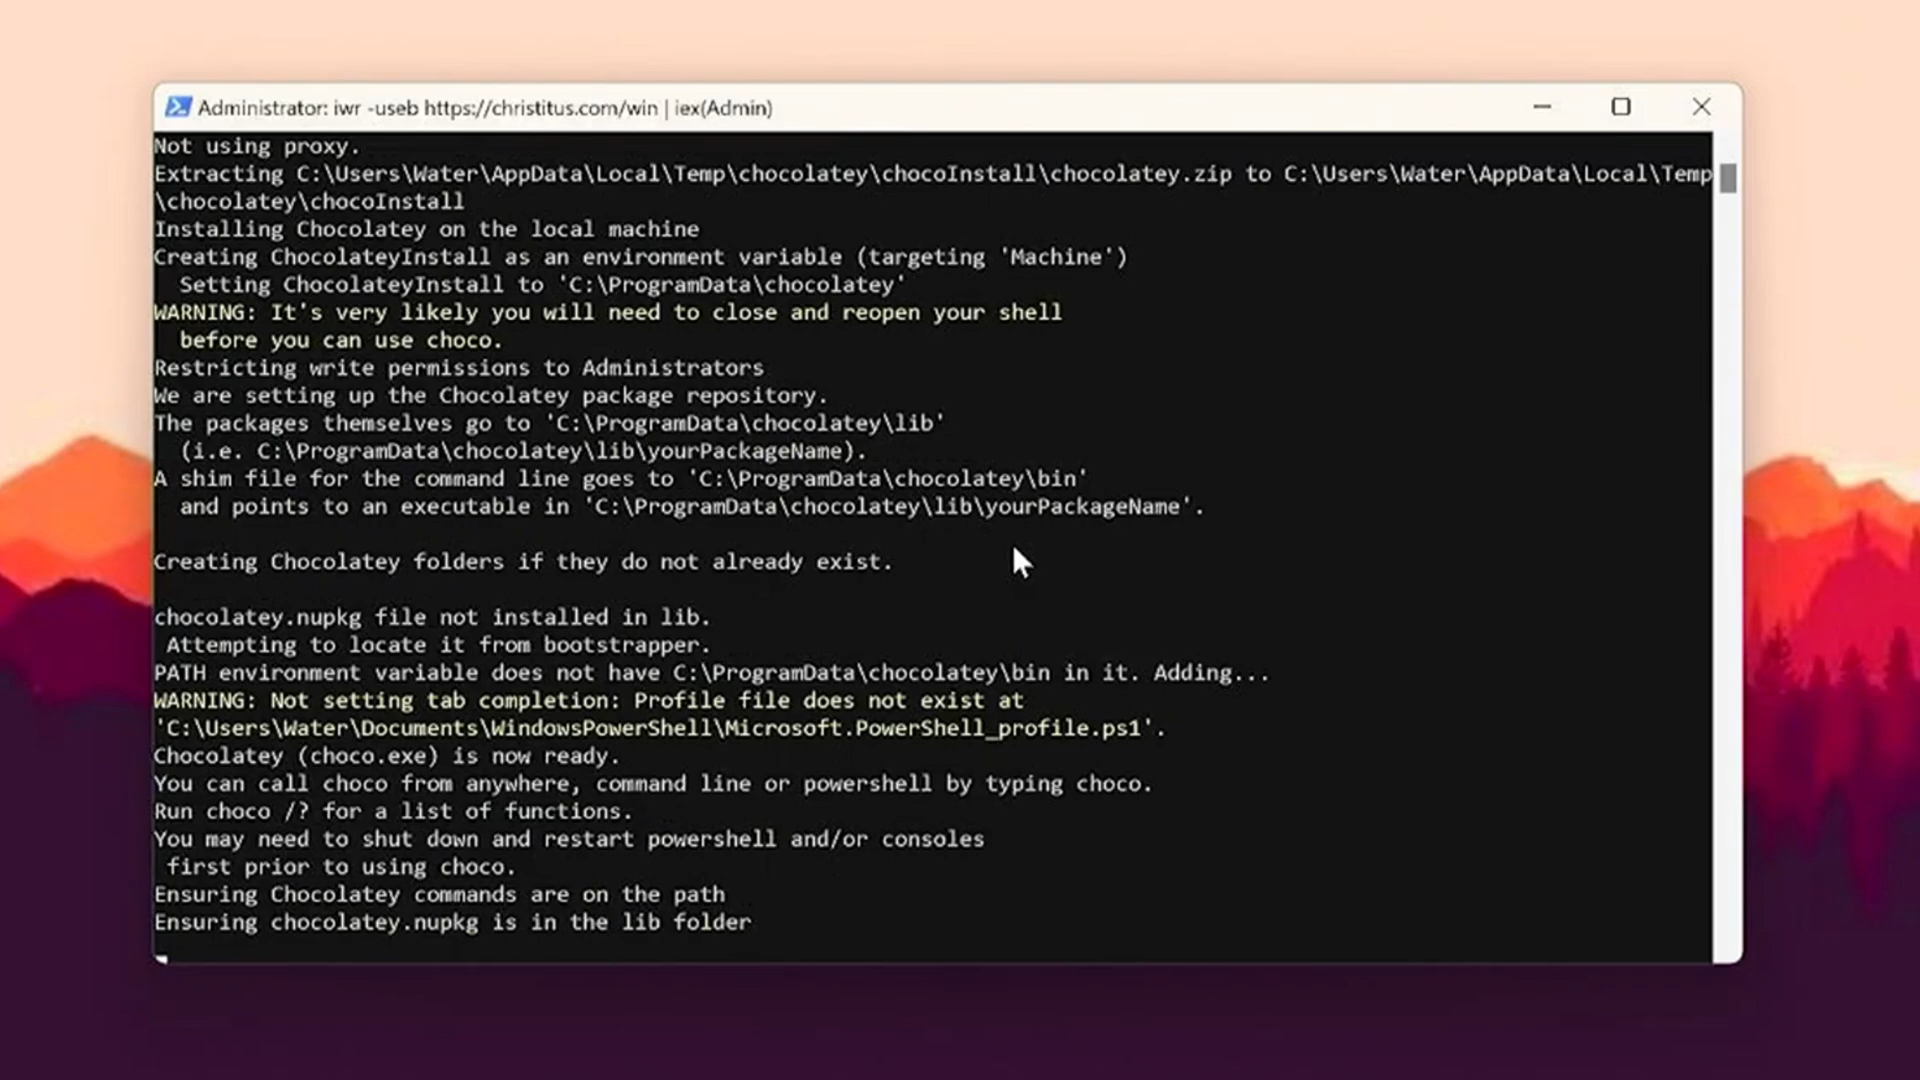 Administrator: iwr -useb https://christitus.com/win | iex(Admin)
Not using proxy.
Extracting C:\Users\Water\AppData\Local\Temp\chocolatey\chocoInstall\chocolatey.zip to C:\Users\Water\AppData\Local\Temp
\chocolatey\chocoInstall
Installing Chocolatey on the local machine
Creating ChocolateyInstall as an environment variable (targeting 'Machine')
  Setting ChocolateyInstall to 'C:\ProgramData\chocolatey'
WARNING: It's very likely you will need to close and reopen your shell
  before you can use choco.
Restricting write permissions to Administrators
We are setting up the Chocolatey package repository.
The packages themselves go to 'C:\ProgramData\chocolatey\lib'
  (i.e. C:\ProgramData\chocolatey\lib\yourPackageName).
A shim file for the command line goes to 'C:\ProgramData\chocolatey\bin'
  and points to an executable in 'C:\ProgramData\chocolatey\lib\yourPackageName'.
Creating Chocolatey folders if they do not already exist.
chocolatey.nupkg file not installed in lib.
 Attempting to locate it from bootstrapper.
PATH environment variable does not have C:\ProgramData\chocolatey\bin in it. Adding...
WARNING: Not setting tab completion: Profile file does not exist at
'C:\Users\Water\Documents\WindowsPowerShell\Microsoft.PowerShell_profile.ps1'.
Chocolatey (choco.exe) is now ready.
You can call choco from anywhere, command line or powershell by typing choco.
Run choco /? for a list of functions.
You may need to shut down and restart powershell and/or consoles
 first prior to using choco.
Ensuring Chocolatey commands are on the path
Ensuring chocolatey.nupkg is in the lib folder